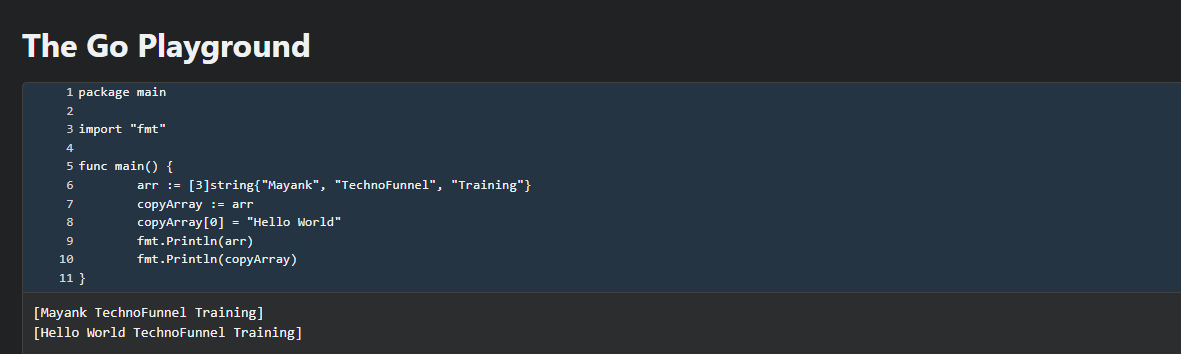 The Go Playground
1 package main
2
3 import "fmt"
4
5 func main() {
6 arr := [3]string{"Mayank", "TechnoFunnel", "Training"}
7 copyArray := arr
8 copyArray[0] = "Hello World"
9 fmt.Println(arr)
10 fmt.Println(copyArray)
11 }
[Mayank TechnoFunnel Training]
[Hello World TechnoFunnel Training]